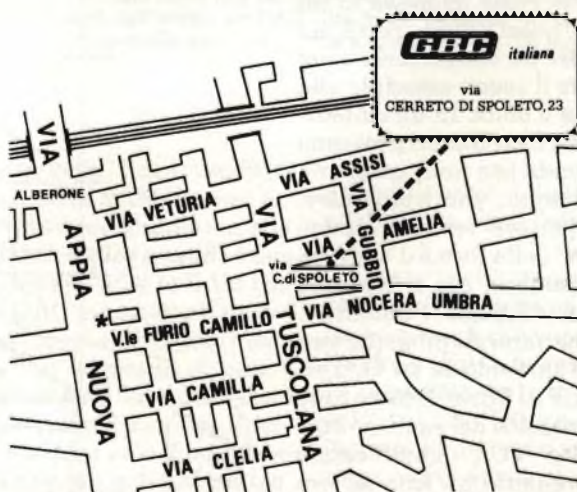 GBC italiana
via
CERRETO DI SPOLETO, 23
VIA APPIA NUOVA
ALBERONE
VIA VETURIA
VIA TUSCOLANA
VIA ASSISI
VIA GUBBIO
VIA AMELIA
via
C.di SPOLETO
VIA NOCERA UMBRA
*
V.le FURIO CAMILLO
VIA CAMILLA
VIA CLELIA